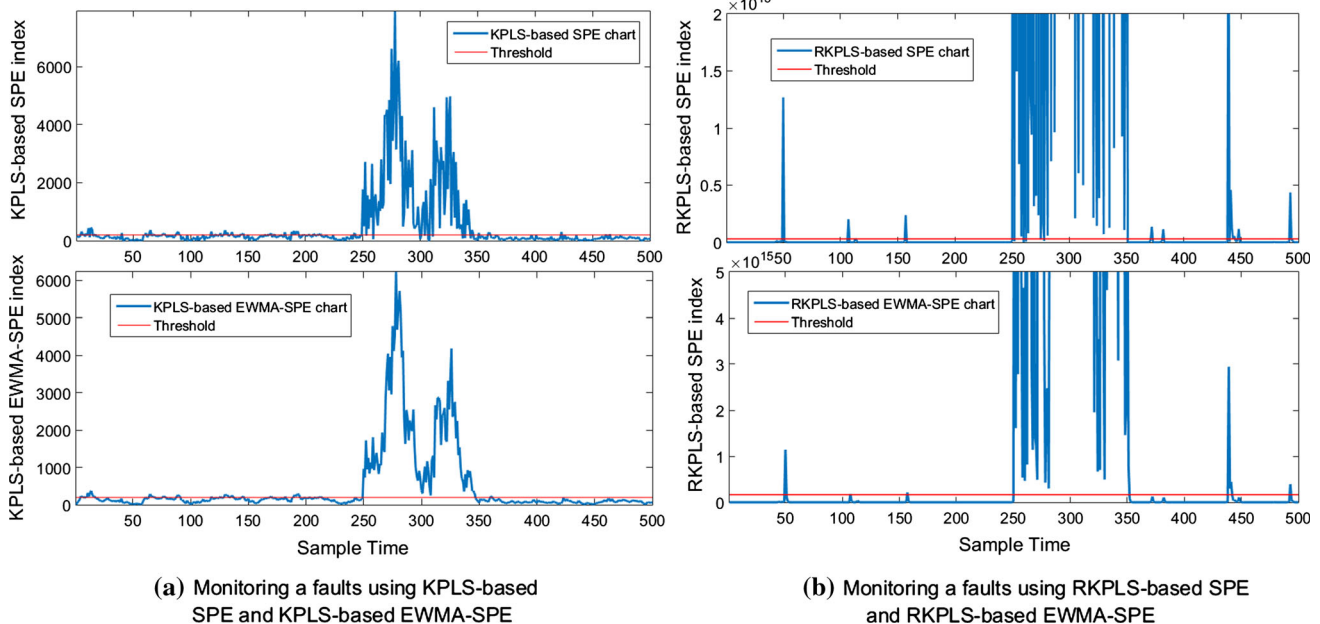 KPLS-based SPE index
6000
4000
2000
0
KPLS-based SPE chart
Threshold
50 100 150 200 250 300 350 400 450 500
KPLS-based EWMA-SPE index
6000
5000
4000
3000
2000
1000
0
KPLS-based EWMA-SPE chart
Threshold
50 100 150 200 250 300 350 400 450 500
Sample Time
(a) Monitoring a faults using KPLS-based
SPE and KPLS-based EWMA-SPE
RKPLS-based SPE index
2
1.5
1
0.5
0
RKPLS-based SPE chart
Threshold
50 100 150 200 250 300 350 400 450 500
×10¹⁵
RKPLS-based SPE index
5
4
3
2
1
0
RKPLS-based EWMA-SPE chart
Threshold
50 100 150 200 250 300 350 400 450 500
Sample Time
(b) Monitoring a faults using RKPLS-based SPE
and RKPLS-based EWMA-SPE